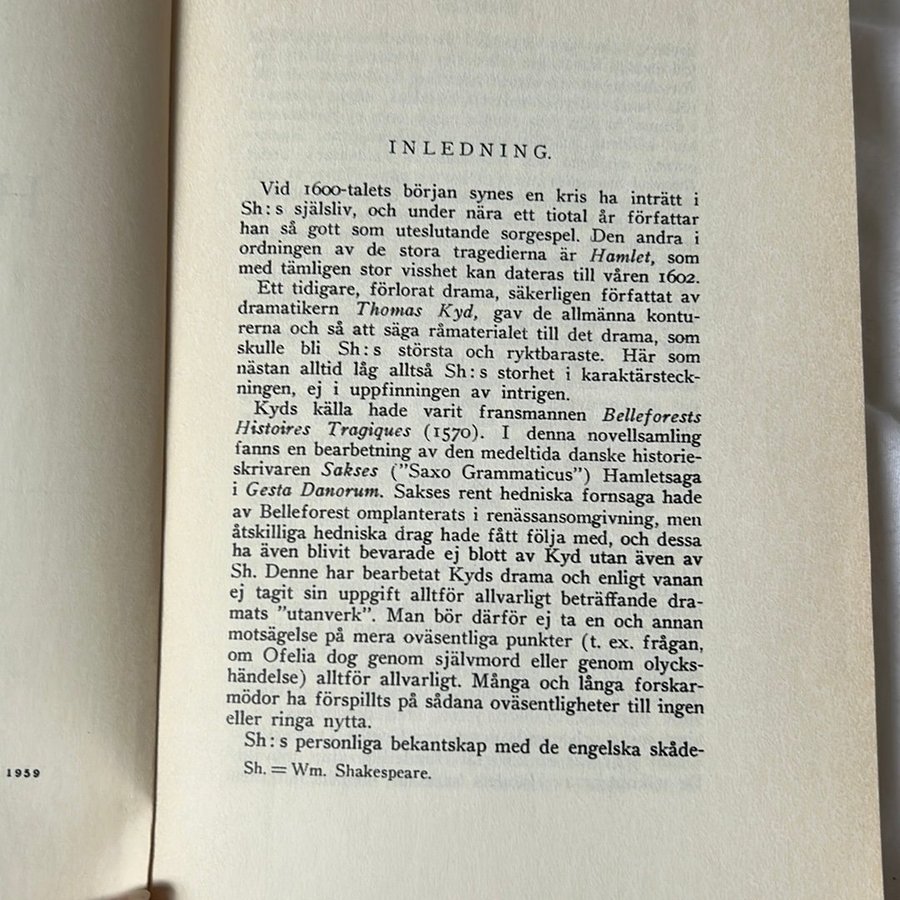 INLEDNING.
Vid 1600-talets början synes en kris ha inträtt i
Sh:s själsliv, och under nära ett tiotal år författar
han så gott som uteslutande sorgespel. Den andra i
ordningen av de stora tragedierna är Hamlet, som
med tämligen stor visshet kan dateras till våren 1602.
Ett tidigare, förlorat drama, säkerligen författat av
dramatikern Thomas Kyd, gav de allmänna kontu-
rerna och så att säga råmaterialet till det drama, som
skulle bli Sh:s största och ryktbaraste. Här som
nästan alltid låg alltså Sh:s storhet i karaktärsteck-
ningen, ej i uppfinningen av intrigen.
Kyds källa hade varit fransmannen Belleforests
Histoires Tragiques (1570). I denna novellsamling
fanns en bearbetning av den medeltida danske historie-
skrivaren Sakses ("Saxo Grammaticus") Hamletsaga
i Gesta Danorum. Sakses rent hedniska fornsaga hade
av Belleforest omplanterats i renässansomgivning, men
åtskilliga hedniska drag hade fått följa med, och dessa
ha även blivit bevarade ej blott av Kyd utan även av
Sh. Denne har bearbetat Kyds drama och enligt vanan
ej tagit sin uppgift alltför allvarligt beträffande dra-
mats "utanverk". Man bör därför ej ta en och annan
motsägelse på mera oväsentliga punkter (t. ex. frågan,
om Ofelia dog genom självmord eller genom olycks-
händelse) alltför allvarligt. Många och långa forskar-
mödor ha förspillts på sådana oväsentligheter till ingen
eller ringa nytta.
Sh:s personliga bekantskap med de engelska skåde-
Sh. = Wm. Shakespeare.
1959